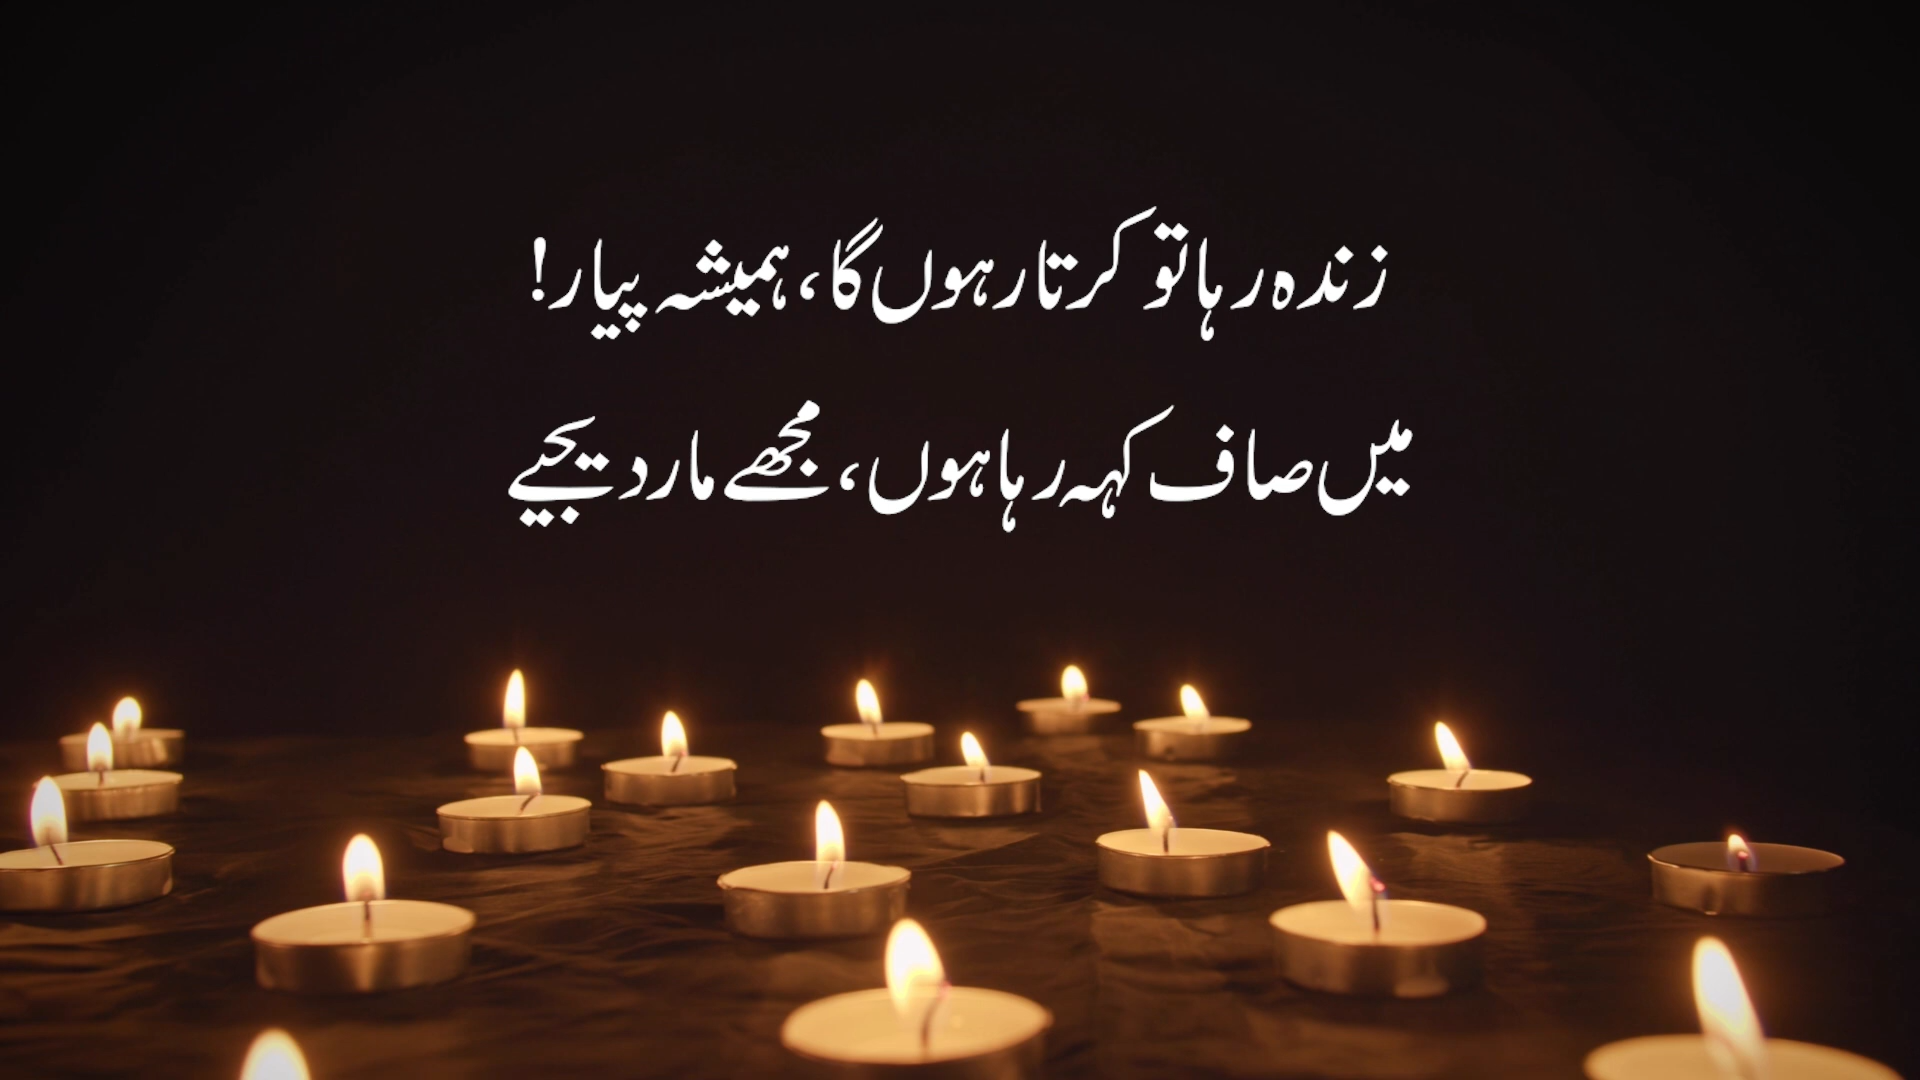 زندہ رہا تو کرتا رہوں گا، ہمیشہ پیار!
میں صاف کہہ رہا ہوں، مجھے مار دیجیے